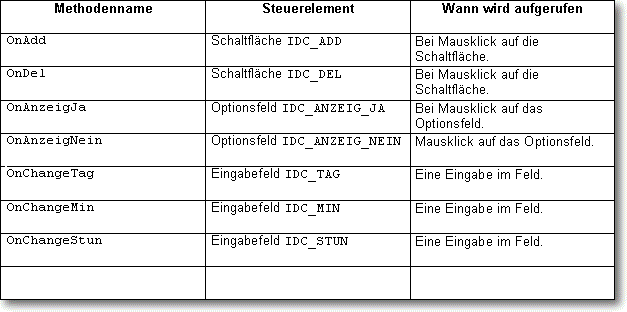 Methodenname Steuerelement Wann wird aufgerufen
OnAdd Schaltfläche IDC_ADD Bei Mausklick auf die
Schaltfläche.
OnDel Schaltfläche IDC_DEL Bei Mausklick auf die
Schaltfläche.
OnAnzeigJa Optionsfeld IDC_ANZEIG_JA Bei Mausklick auf das
Optionsfeld.
OnAnzeigNein Optionsfeld IDC_ANZEIG_NEIN Mausklick auf das Optionsfeld.
OnChangeTag Eingabefeld IDC_TAG Eine Eingabe im Feld.
OnChangeMin Eingabefeld IDC_MIN Eine Eingabe im Feld.
OnChangeStun Eingabefeld IDC_STUN Eine Eingabe im Feld.